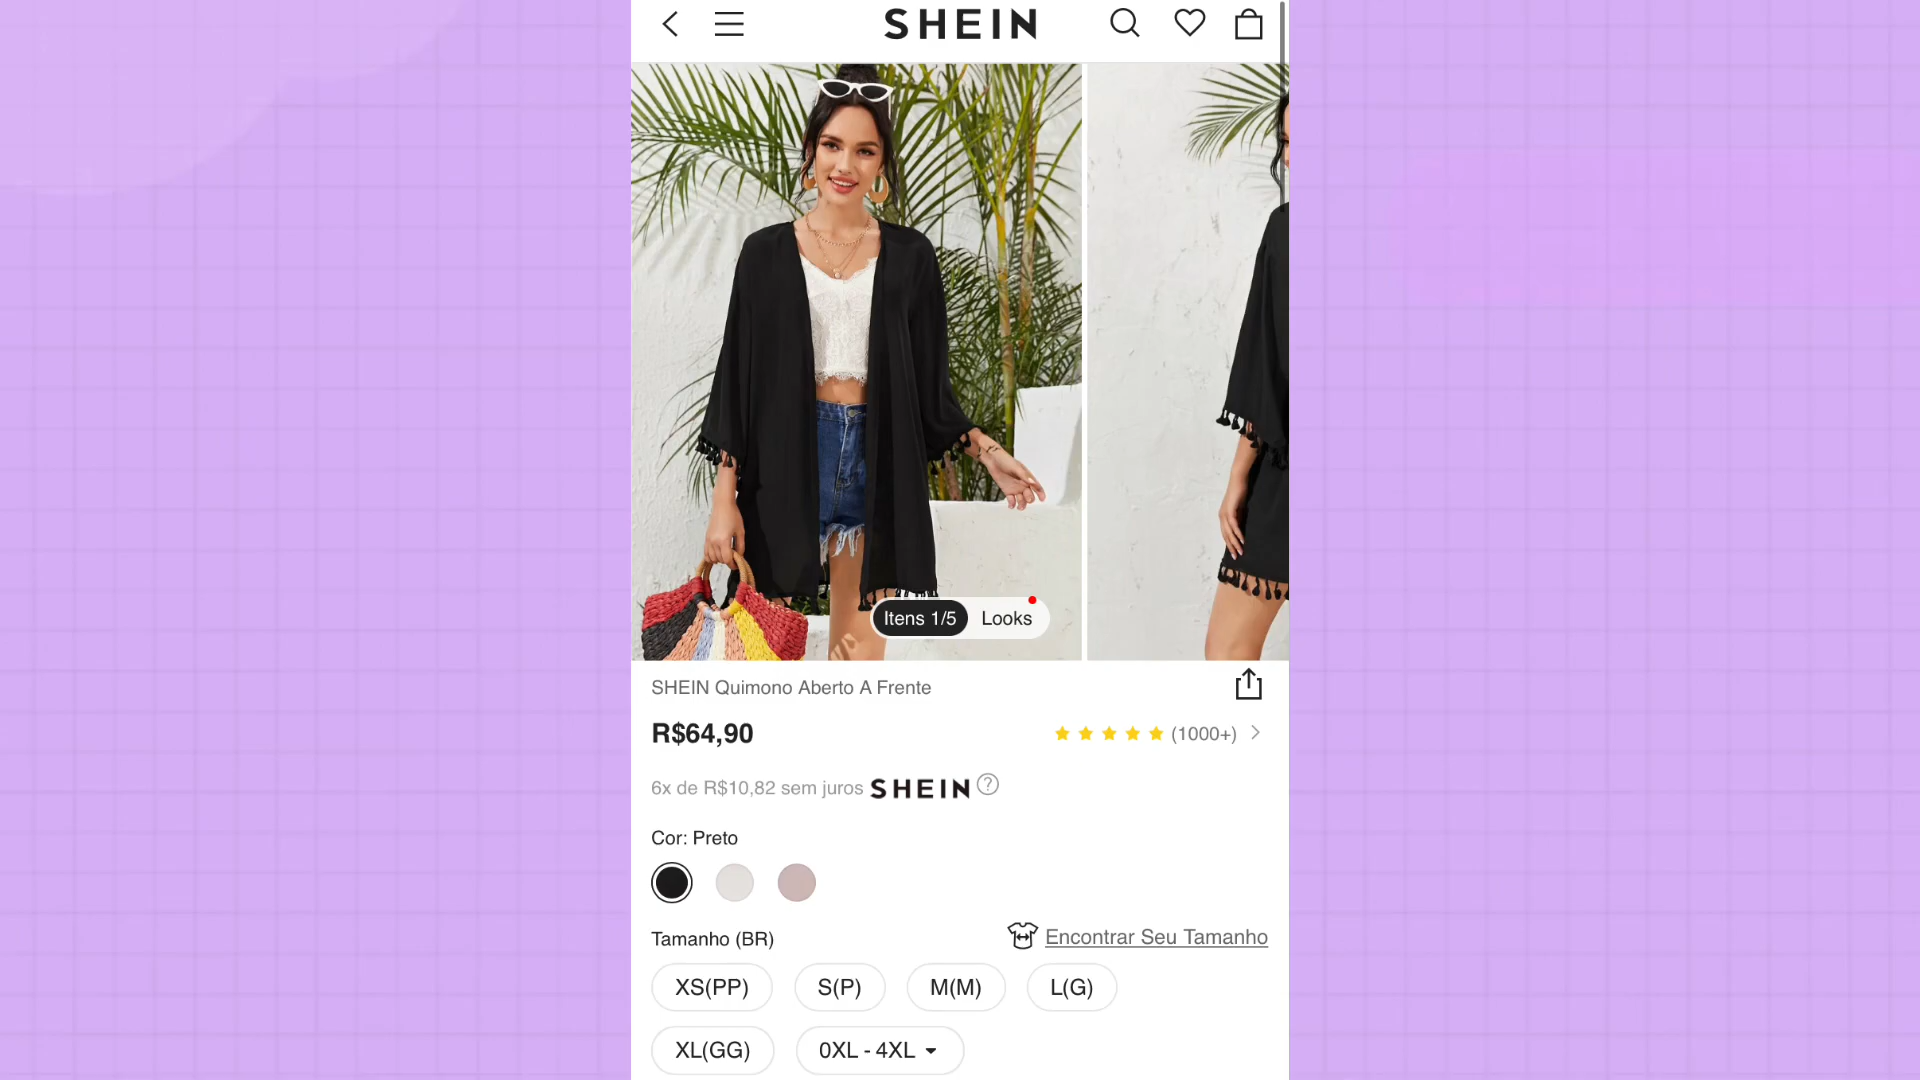 SHEIN
Itens 1/5 Looks
SHEIN Quimono Aberto A Frente
R$64,90
(1000+)
6x de R$10,82 sem juros SHEIN ?
Cor: Preto
Tamanho (BR)
Encontrar Seu Tamanho
XS(PP) S(P) M(M) L(G)
XL(GG) 0XL - 4XL